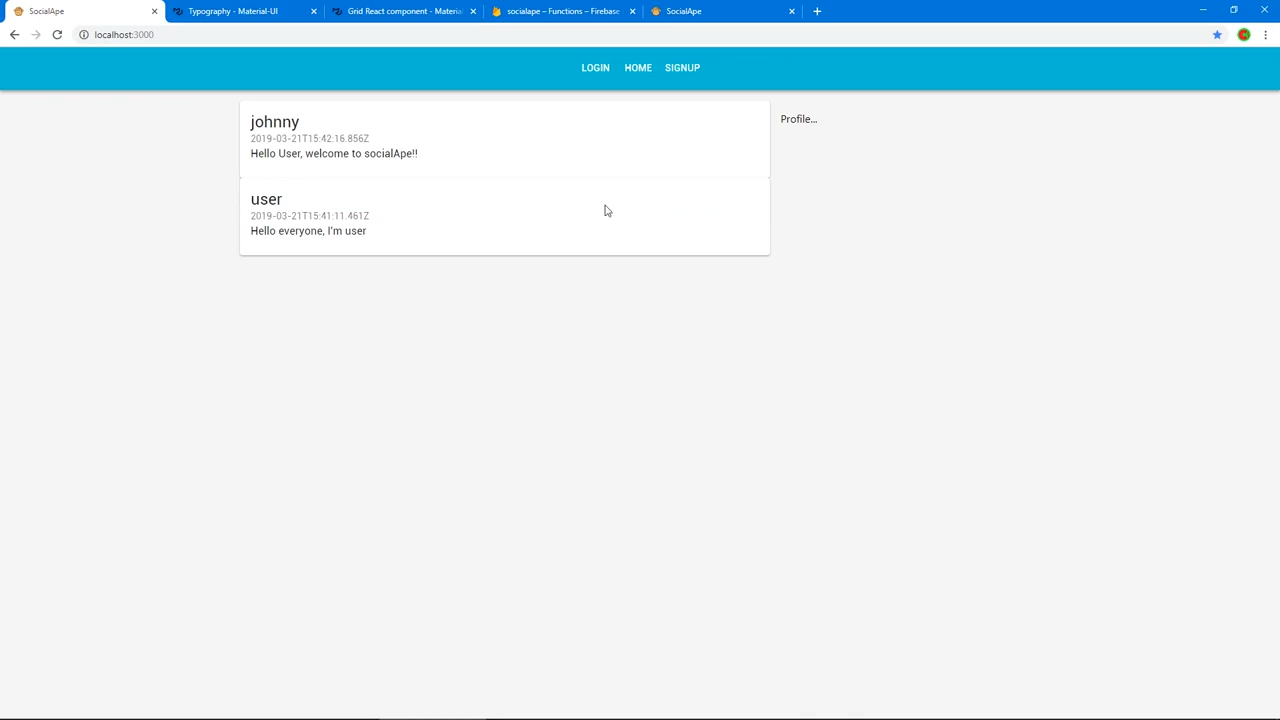 SocialApe
Typography - Material-UI
Grid React component - Material
socialape – Functions – Firebase
SocialApe
localhost:3000
LOGIN HOME SIGNUP
johnny
2019-03-21T15:42:16.856Z
Hello User, welcome to socialApe!!
Profile...
user
2019-03-21T15:41:11.461Z
Hello everyone, I'm user